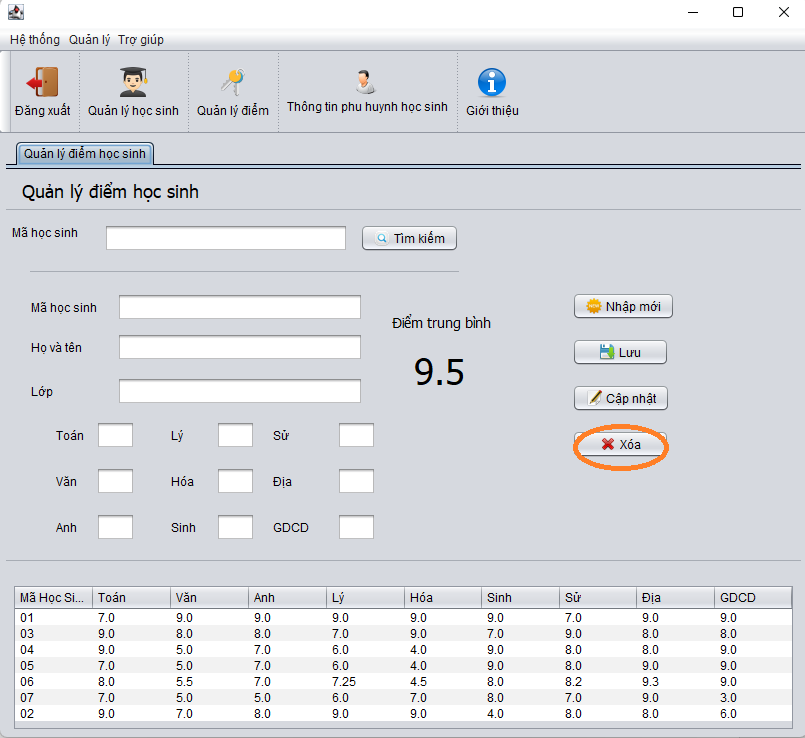 Hệ thống Quản lý Trợ giúp
Đăng xuất Quản lý học sinh Quản lý điểm Thông tin phu huynh học sinh Giới thiệu
Quản lý điểm học sinh
Quản lý điểm học sinh
Mã học sinh Tìm kiếm
Mã học sinh Điểm trung bình Nhập mới
Họ và tên 9.5 Lưu
Lớp Cập nhật
Toán Lý Sử Xóa
Văn Hóa Địa
Anh Sinh GDCD
Mã Học Si... Toán Văn Anh Lý Hóa Sinh Sử Địa GDCD
01 7.0 9.0 9.0 9.0 9.0 9.0 7.0 9.0 9.0
03 9.0 8.0 8.0 7.0 9.0 7.0 9.0 8.0 8.0
04 9.0 5.0 7.0 6.0 4.0 9.0 8.0 8.0 9.0
05 7.0 5.0 7.0 6.0 4.0 9.0 8.0 9.0 9.0
06 8.0 5.5 7.0 7.25 4.5 8.0 8.2 9.3 9.0
07 7.0 5.0 5.0 6.0 7.0 8.0 7.0 9.0 3.0
02 9.0 7.0 8.0 9.0 9.0 4.0 8.0 8.0 6.0